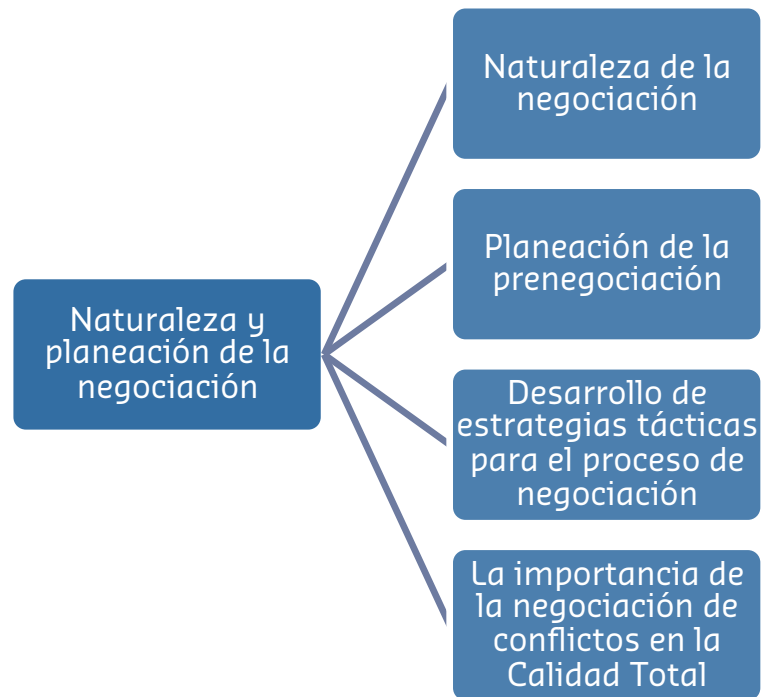 Naturaleza y
planeación de la
negociación
Naturaleza de la
negociación
Planeación de la
prenegociación
Desarrollo de
estrategias tácticas
para el proceso de
negociación
La importancia de
la negociación de
conflictos en la
Calidad Total